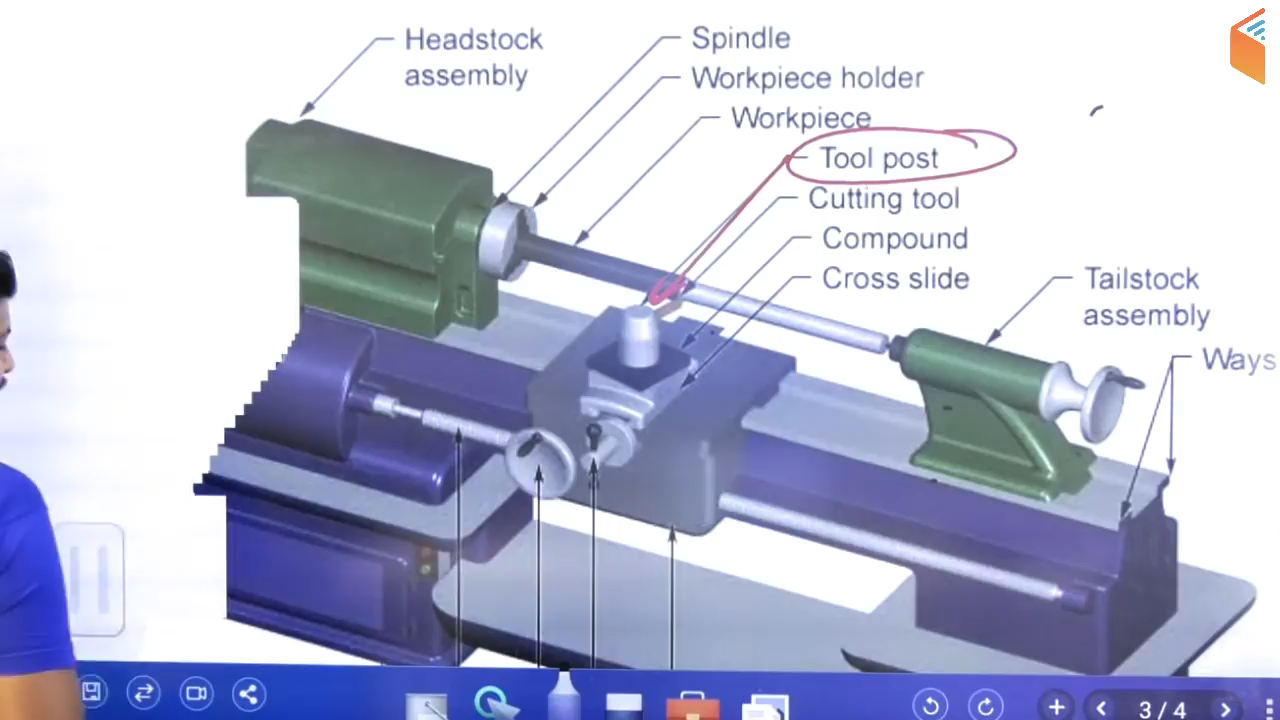 Headstock
assembly
Spindle
Workpiece holder
Workpiece
Tool post
Cutting tool
Compound
Cross slide
Tailstock
assembly
Ways
3 / 4